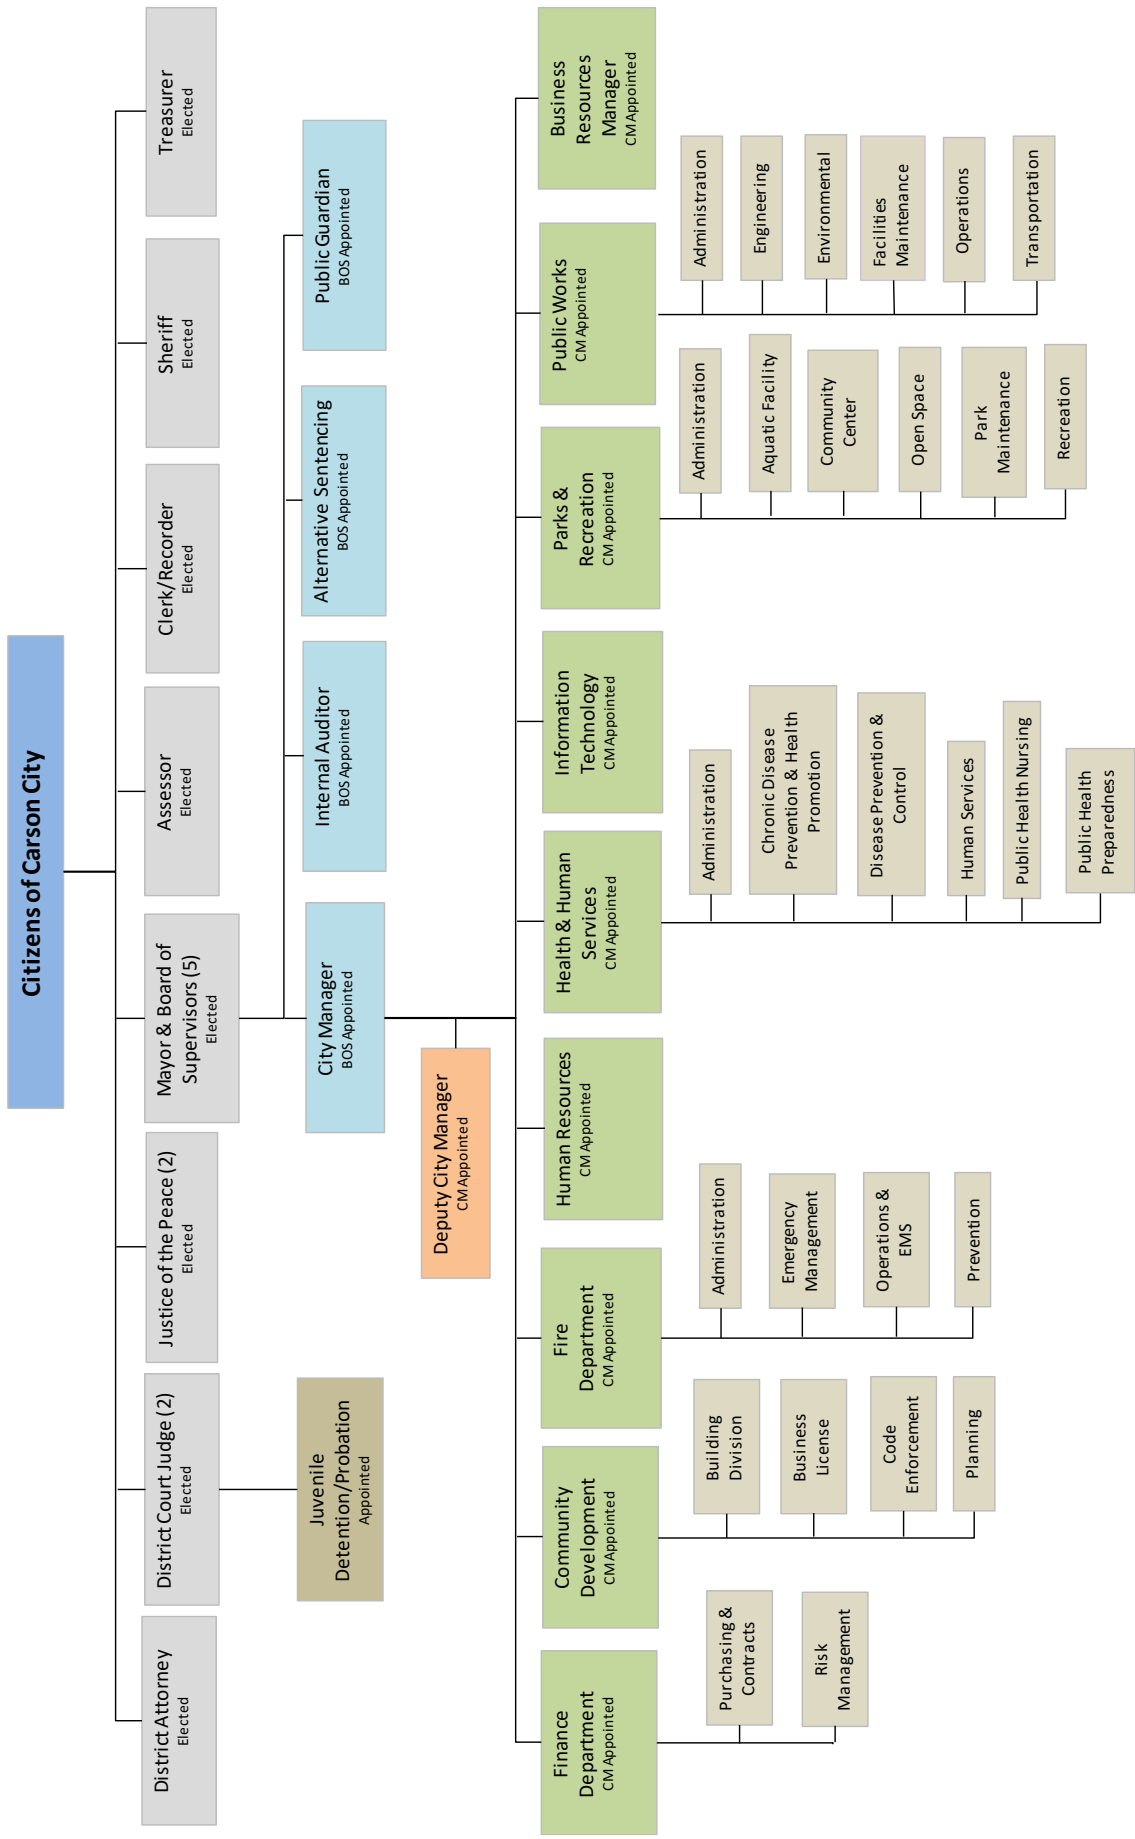 Citizens of Carson City
District Attorney
Elected
District Court Judge (2)
Elected
Justice of the Peace (2)
Elected
Mayor & Board of
Supervisors (5)
Elected
Assessor
Elected
Clerk/Recorder
Elected
Sheriff
Elected
Treasurer
Elected
Juvenile
Detention/Probation
Appointed
City Manager
BOS Appointed
Internal Auditor
BOS Appointed
Alternative Sentencing
BOS Appointed
Public Guardian
BOS Appointed
Deputy City Manager
CM Appointed
Finance
Department
CM Appointed
Community
Development
CM Appointed
Fire
Department
CM Appointed
Human Resources
CM Appointed
Health & Human
Services
CM Appointed
Information
Technology
CM Appointed
Parks &
Recreation
CM Appointed
Public Works
CM Appointed
Business
Resources
Manager
CM Appointed
Purchasing &
Contracts
Risk
Management
Building
Division
Business
License
Code
Enforcement
Planning
Administration
Emergency
Management
Operations &
EMS
Prevention
Administration
Chronic Disease
Prevention & Health
Promotion
Disease Prevention &
Control
Human Services
Public Health Nursing
Public Health
Preparedness
Administration
Aquatic Facility
Community
Center
Open Space
Park
Maintenance
Recreation
Administration
Engineering
Environmental
Facilities
Maintenance
Operations
Transportation